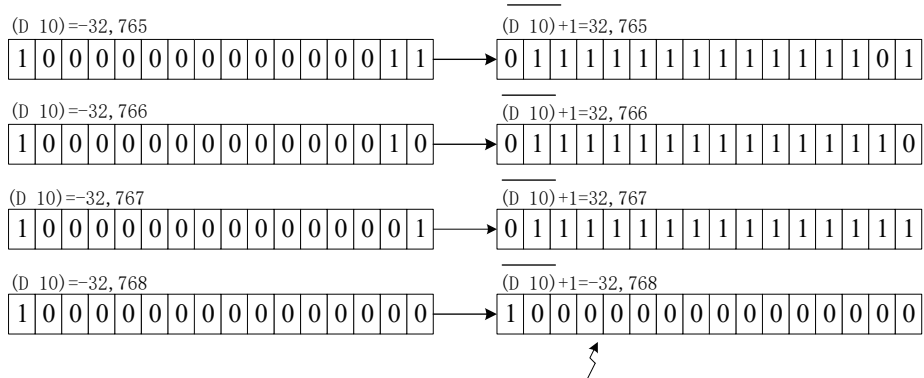 (D 10)=-32,765 (D 10)+1=32,765
1 0 0 0 0 0 0 0 0 0 0 0 0 0 1 1 0 1 1 1 1 1 1 1 1 1 1 1 1 1 0 1
(D 10)=-32,766 (D 10)+1=32,766
1 0 0 0 0 0 0 0 0 0 0 0 0 0 1 0 0 1 1 1 1 1 1 1 1 1 1 1 1 1 1 0
(D 10)=-32,767 (D 10)+1=32,767
1 0 0 0 0 0 0 0 0 0 0 0 0 0 0 1 0 1 1 1 1 1 1 1 1 1 1 1 1 1 1 1
(D 10)=-32,768 (D 10)+1=-32,768
1 0 0 0 0 0 0 0 0 0 0 0 0 0 0 0 1 0 0 0 0 0 0 0 0 0 0 0 0 0 0 0